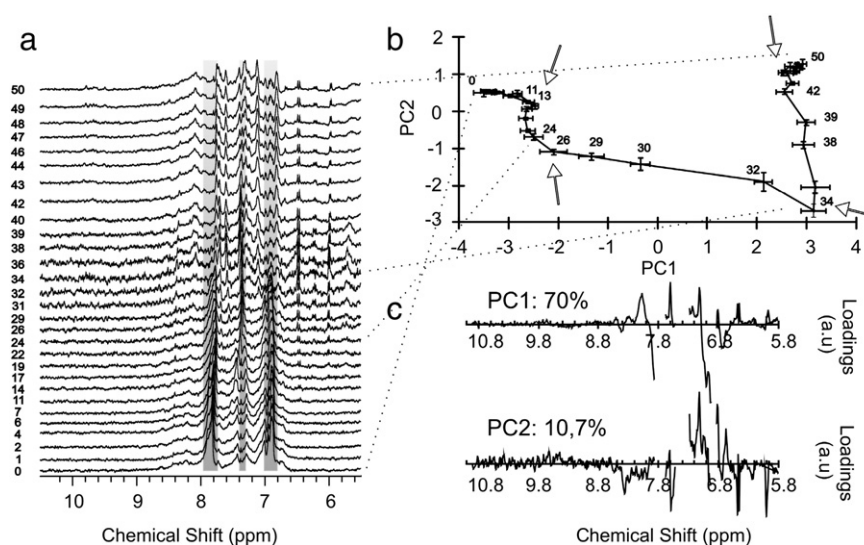 a
50
49
48
47
46
44
43
42
40
39
38
36
34
32
31
29
26
24
22
19
17
14
11
7
6
4
2
1
0
10 9 8 7 6
Chemical Shift (ppm)
b
2
1
0
-1
-2
-3
PC2
0
11
13
24
26
29
30
32
34
38
39
42
50
-4 -3 -2 -1 0 1 2 3 4
PC1
c
PC1: 70%
10.8 9.8 8.8 7.8 6.8 5.8
Loadings
(a.u)
PC2: 10,7%
10.8 9.8 8.8 7.8 6.8 5.8
Loadings
(a.u)
Chemical Shift (ppm)